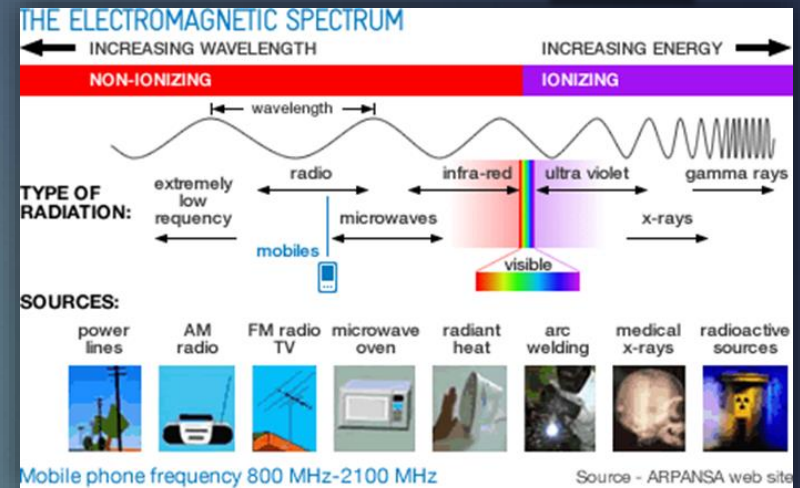 THE ELECTROMAGNETIC SPECTRUM
INCREASING WAVELENGTH
INCREASING ENERGY
NON-IONIZING
IONIZING
wavelength
TYPE OF
RADIATION:
extremely
low
requency
radio
microwaves
mobiles
infra-red
ultra violet
gamma rays
x-rays
visible
SOURCES:
power
lines
AM
radio
FM radio
TV
microwave
oven
radiant
heat
arc
welding
medical
x-rays
radioactive
sources
Mobile phone frequency 800 MHz-2100 MHz
Source - ARPANSA web site